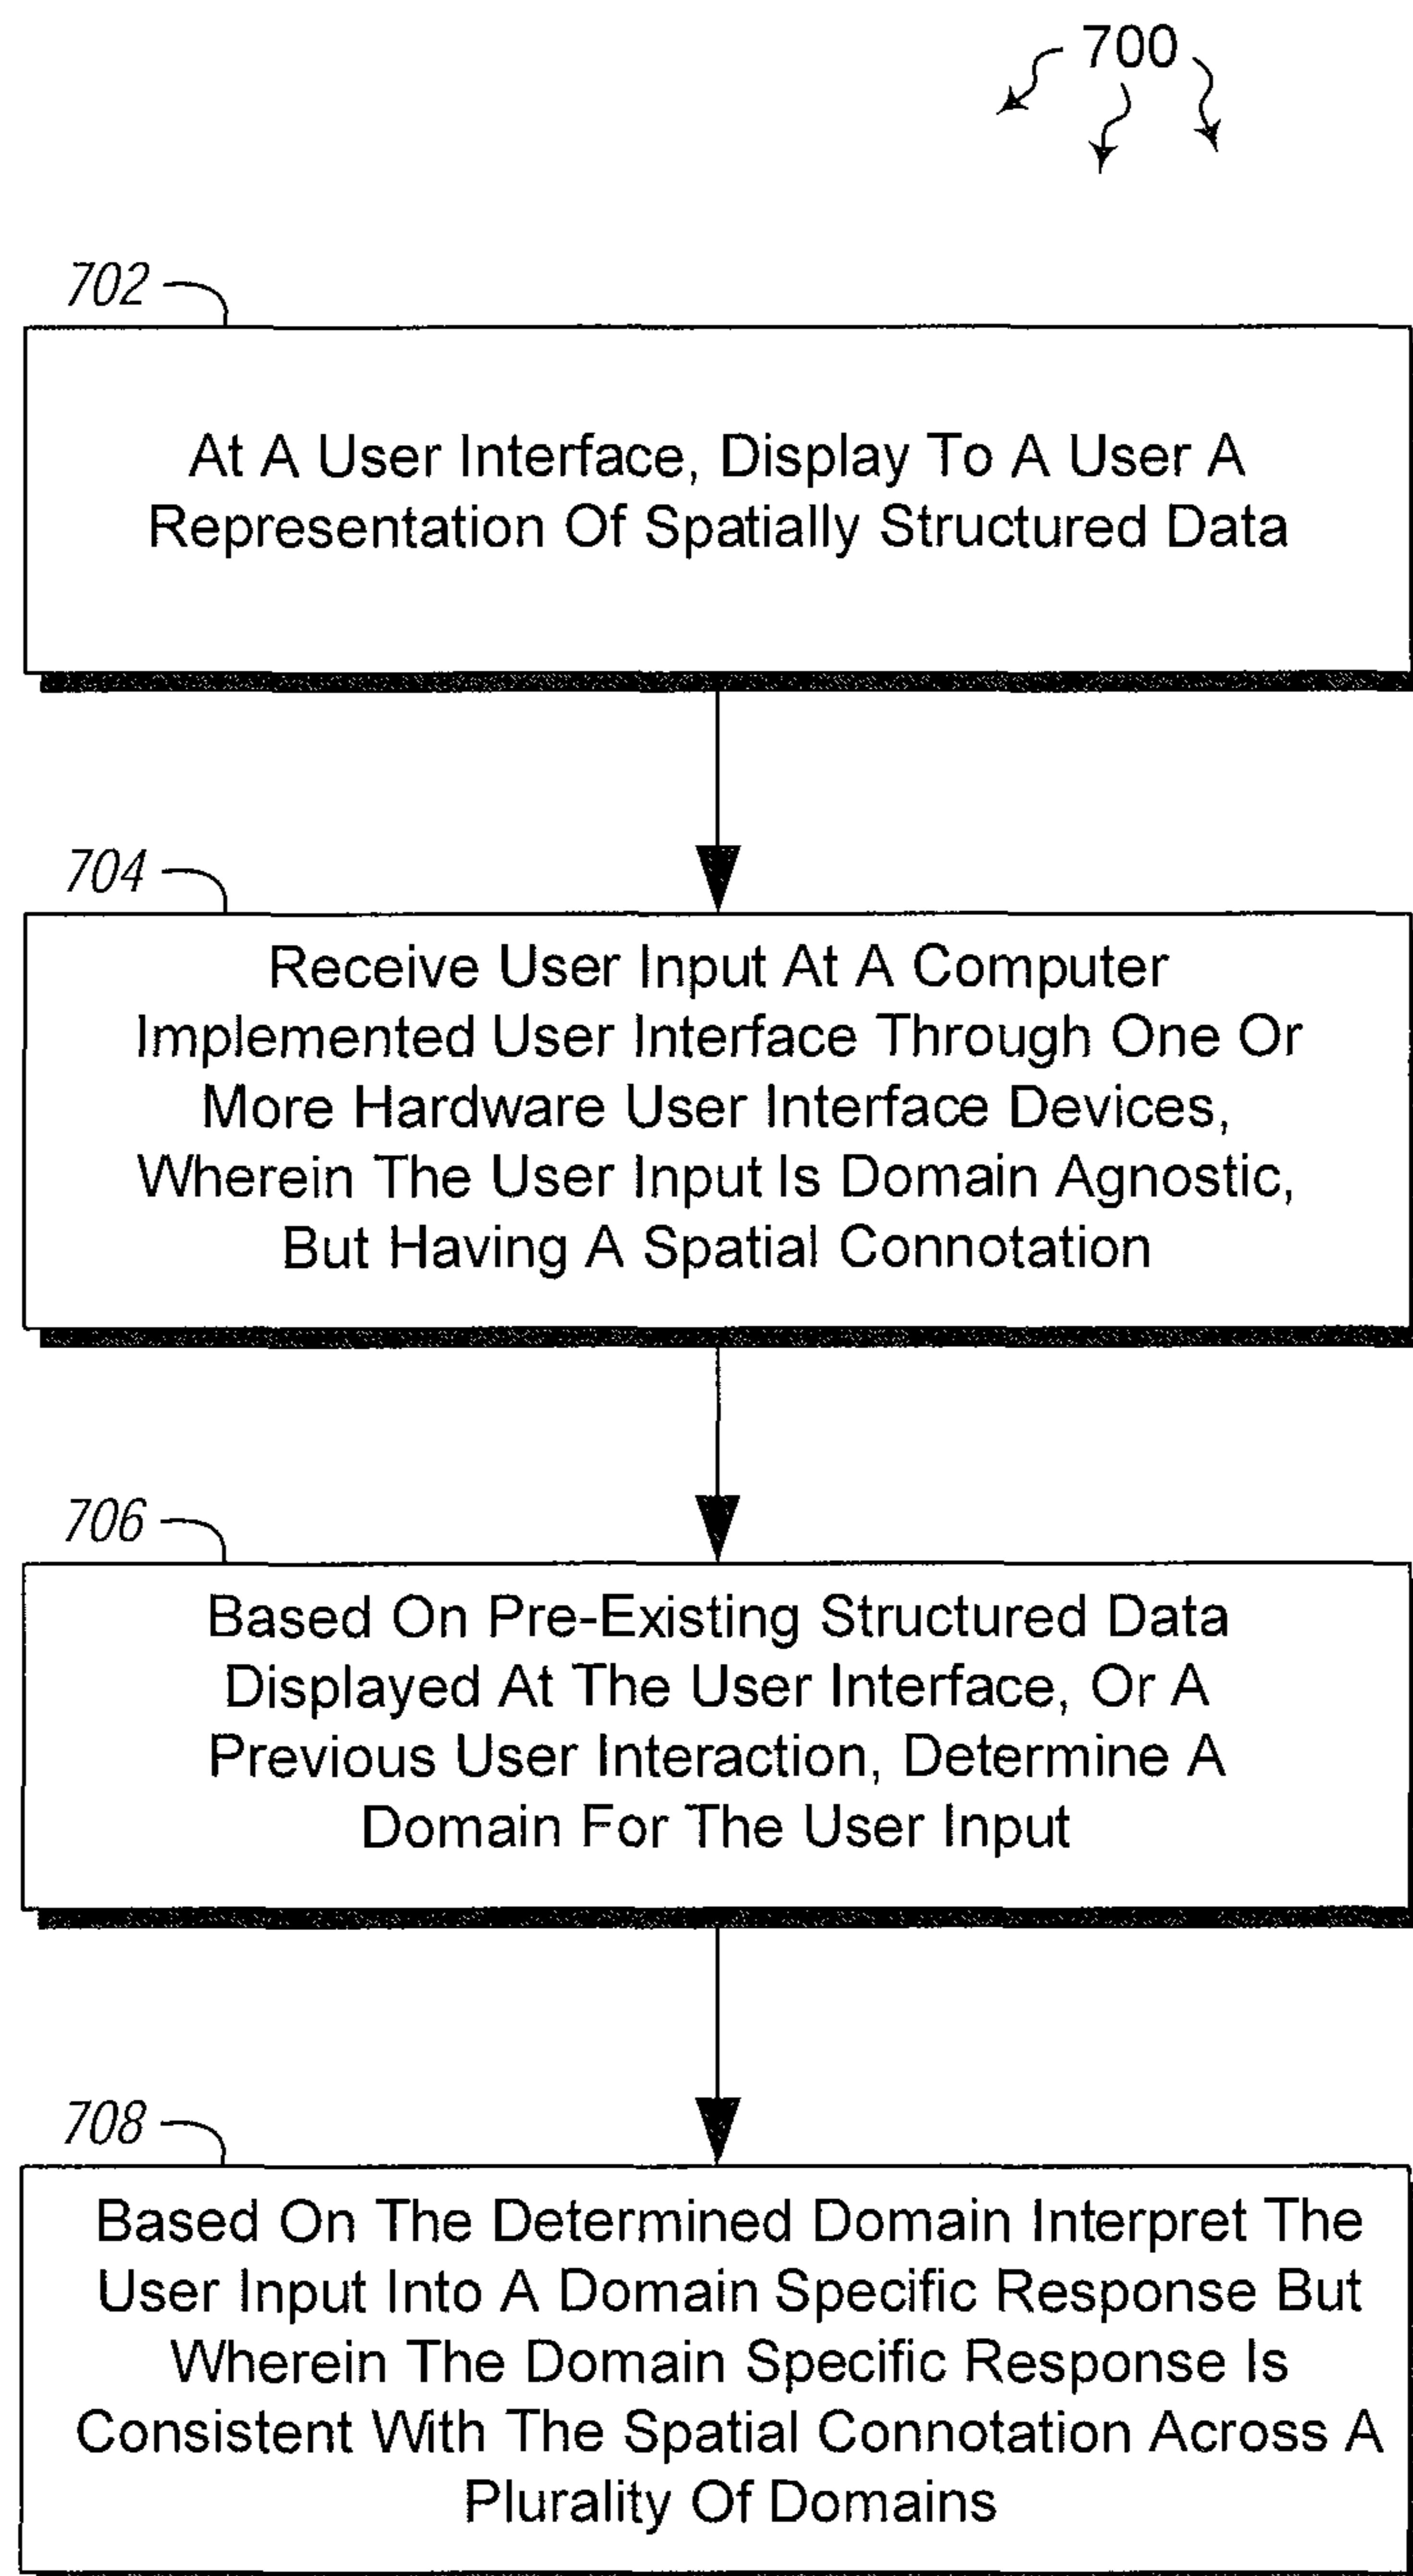 700
702
At A User Interface, Display To A User A
Representation Of Spatially Structured Data
704
Receive User Input At A Computer
Implemented User Interface Through One Or
More Hardware User Interface Devices,
Wherein The User Input Is Domain Agnostic,
But Having A Spatial Connotation
706
Based On Pre-Existing Structured Data
Displayed At The User Interface, Or A
Previous User Interaction, Determine A
Domain For The User Input
708
Based On The Determined Domain Interpret The
User Input Into A Domain Specific Response But
Wherein The Domain Specific Response Is
Consistent With The Spatial Connotation Across A
Plurality Of Domains